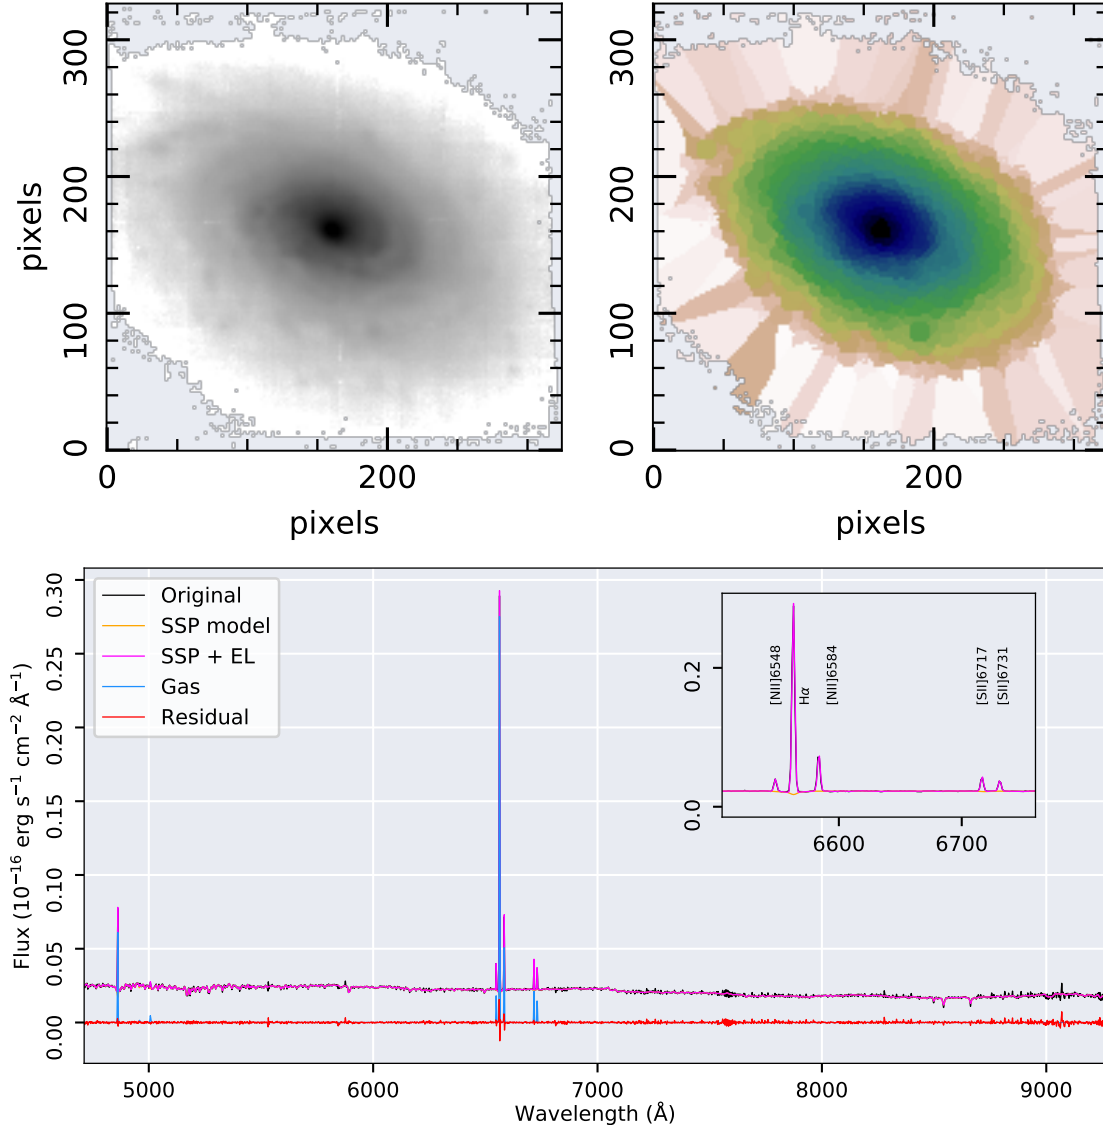 300
200
100
0
pixels
0
200
pixels
300
200
100
0
0
200
pixels
0.30
0.25
0.20
0.15
0.10
0.05
0.00
Flux (10⁻¹⁶ erg s⁻¹ cm⁻² Å⁻¹)
Original
SSP model
SSP + EL
Gas
Residual
[NII]6548
Hα
[NII]6584
[SII]6717
[SII]6731
0.2
0.0
6600
6700
5000
6000
7000
8000
9000
Wavelength (Å)